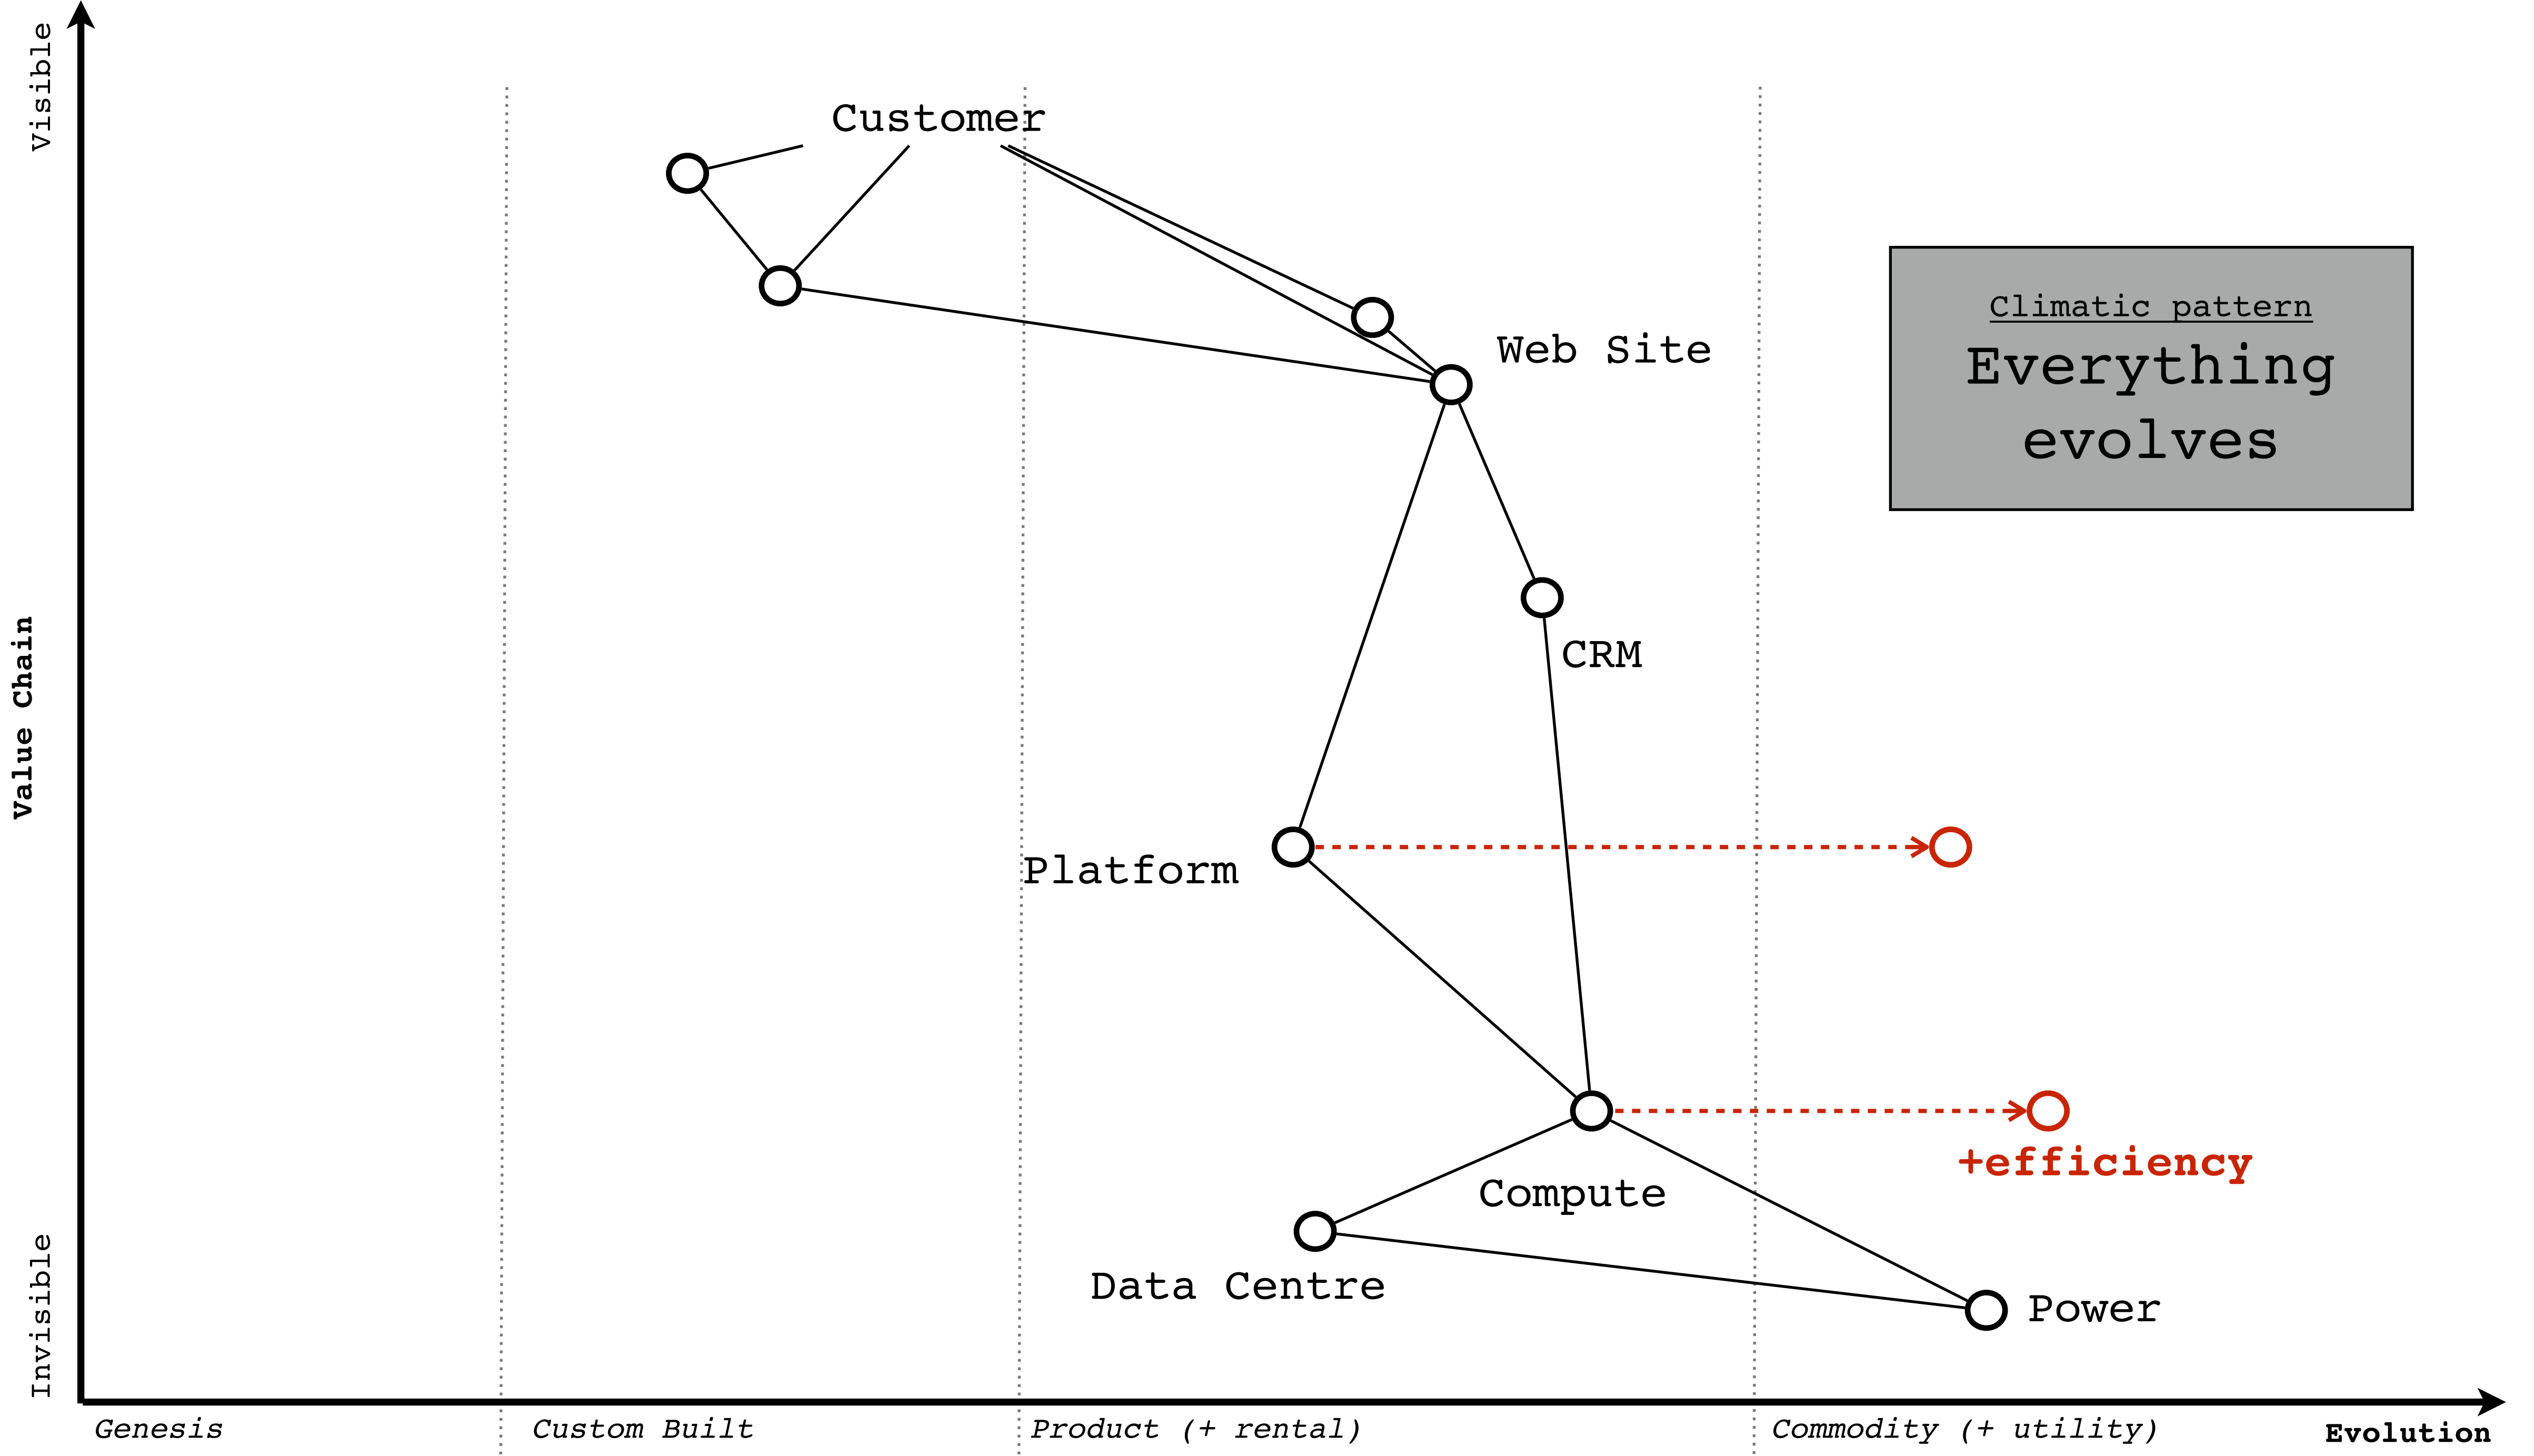 Visible
Customer
Climatic pattern
Everything
evolves
Web Site
CRM
Value Chain
Platform
+efficiency
Compute
Data Centre
Power
Invisible
Genesis
Custom Built
Product (+ rental)
Commodity (+ utility)
Evolution